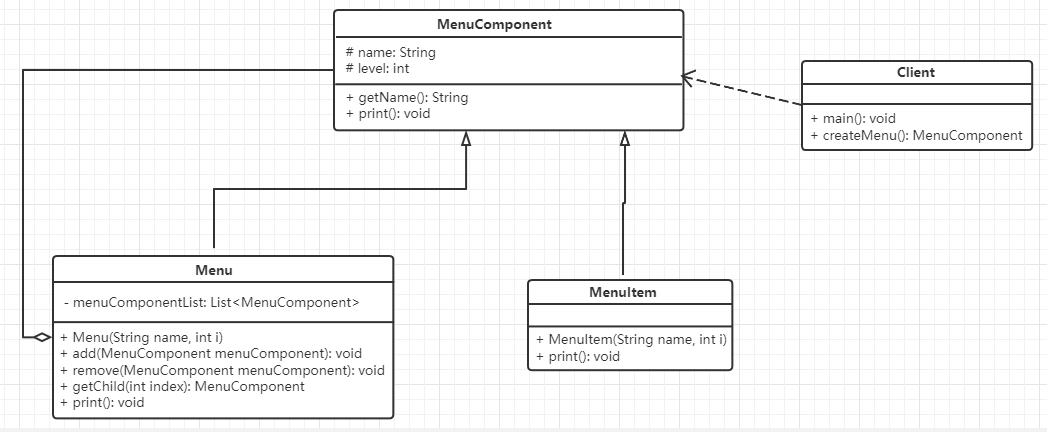 MenuComponent
# name: String
# level: int
+ getName(): String
+ print(): void
Client
+ main(): void
+ createMenu(): MenuComponent
Menu
- menuComponentList: List<MenuComponent>
+ Menu(String name, int i)
+ add(MenuComponent menuComponent): void
+ remove(MenuComponent menuComponent): void
+ getChild(int index): MenuComponent
+ print(): void
MenuItem
+ MenuItem(String name, int i)
+ print(): void